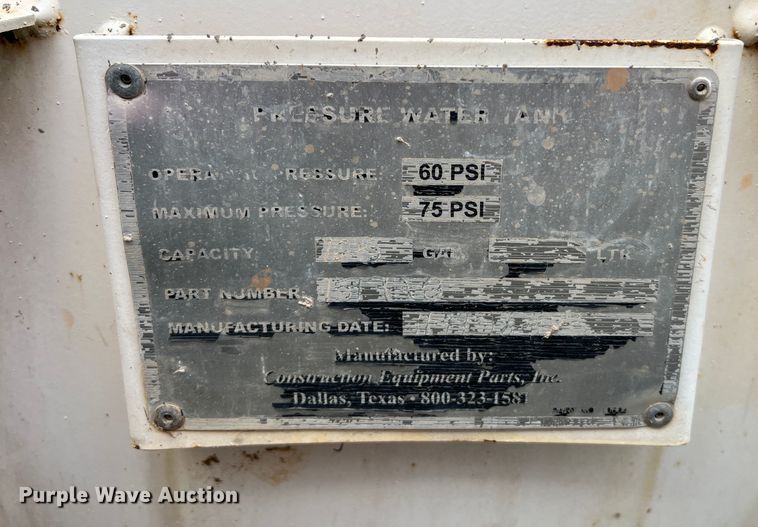 PRESSURE WATER TANK
OPERATING PRESSURE: 60 PSI
MAXIMUM PRESSURE: 75 PSI
CAPACITY: GAL LTR
PART NUMBER:
MANUFACTURING DATE:
Manufactured by:
Construction Equipment Parts, Inc.
Dallas, Texas • 800-323-1581
Purple Wave Auction